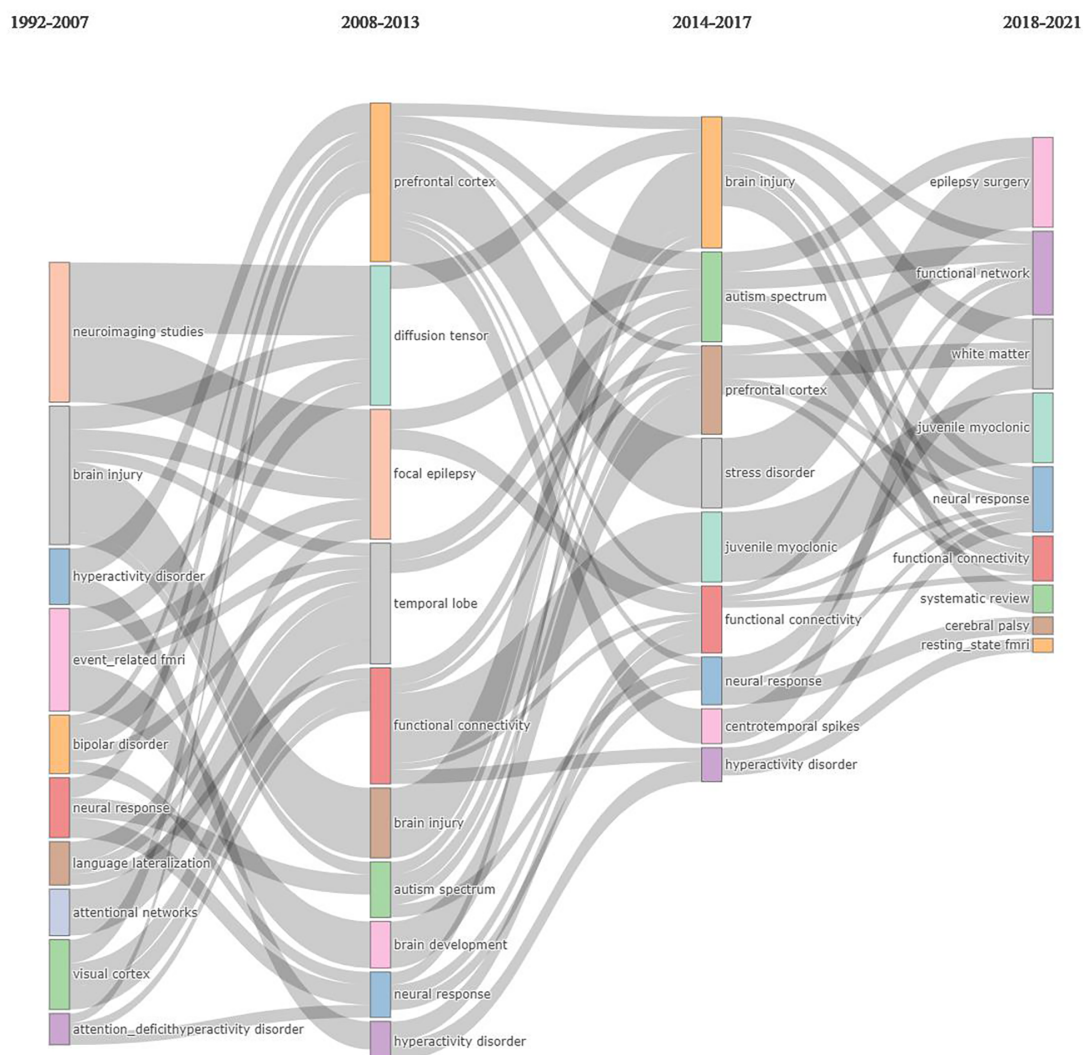 1992-2007
2008-2013
2014-2017
2018-2021
neuroimaging studies
brain injury
hyperactivity disorder
event_related fmri
bipolar disorder
neural response
language lateralization
attentional networks
visual cortex
attention_deficithyperactivity disorder
prefrontal cortex
diffusion tensor
focal epilepsy
temporal lobe
functional connectivity
brain injury
autism spectrum
brain development
neural response
hyperactivity disorder
brain injury
autism spectrum
prefrontal cortex
stress disorder
juvenile myoclonic
functional connectivity
neural response
centrotemporal spikes
hyperactivity disorder
epilepsy surgery
functional network
white matter
juvenile myoclonic
neural response
functional connectivity
systematic review
cerebral palsy
resting_state fmri